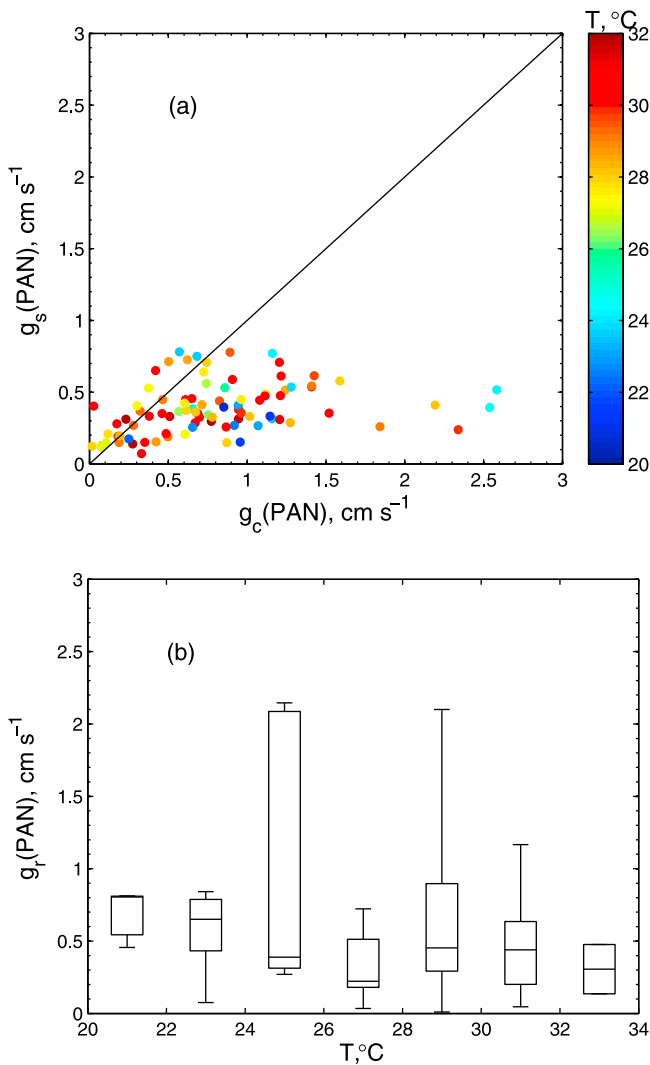 T, °C
(a)
3
2.5
2
1.5
1
0.5
0
g_s(PAN), cm s⁻¹
0 0.5 1 1.5 2 2.5 3
g_c(PAN), cm s⁻¹
32
30
28
26
24
22
20
(b)
3
2.5
2
1.5
1
0.5
0
g_r(PAN), cm s⁻¹
20 22 24 26 28 30 32 34
T,°C